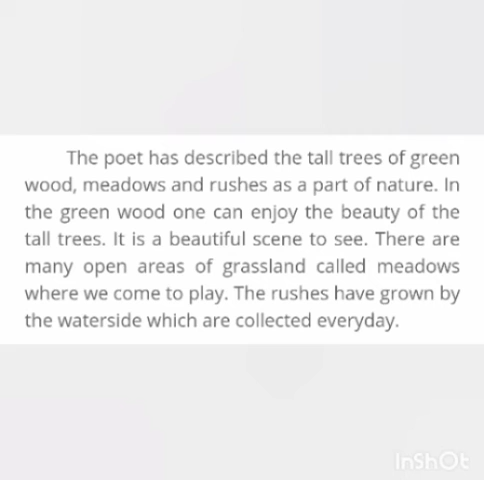 The poet has described the tall trees of green
wood, meadows and rushes as a part of nature. In
the green wood one can enjoy the beauty of the
tall trees. It is a beautiful scene to see. There are
many open areas of grassland called meadows
where we come to play. The rushes have grown by
the waterside which are collected everyday.
InShOt